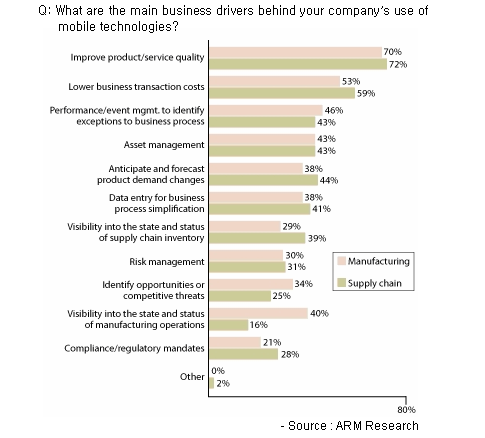 Q: What are the main business drivers behind your company's use of
mobile technologies?
Improve product/service quality
70%
72%
Lower business transaction costs
53%
59%
Performance/event mgmt. to identify
exceptions to business process
46%
43%
Asset management
43%
43%
Anticipate and forecast
product demand changes
38%
44%
Data entry for business
process simplification
38%
41%
Visibility into the state and status
of supply chain inventory
29%
39%
Risk management
30%
31%
Manufacturing
Supply chain
Identify opportunities or
competitive threats
34%
25%
Visibility into the state and status
of manufacturing operations
40%
16%
Compliance/regulatory mandates
21%
28%
Other
0%
2%
80%
- Source : ARM Research